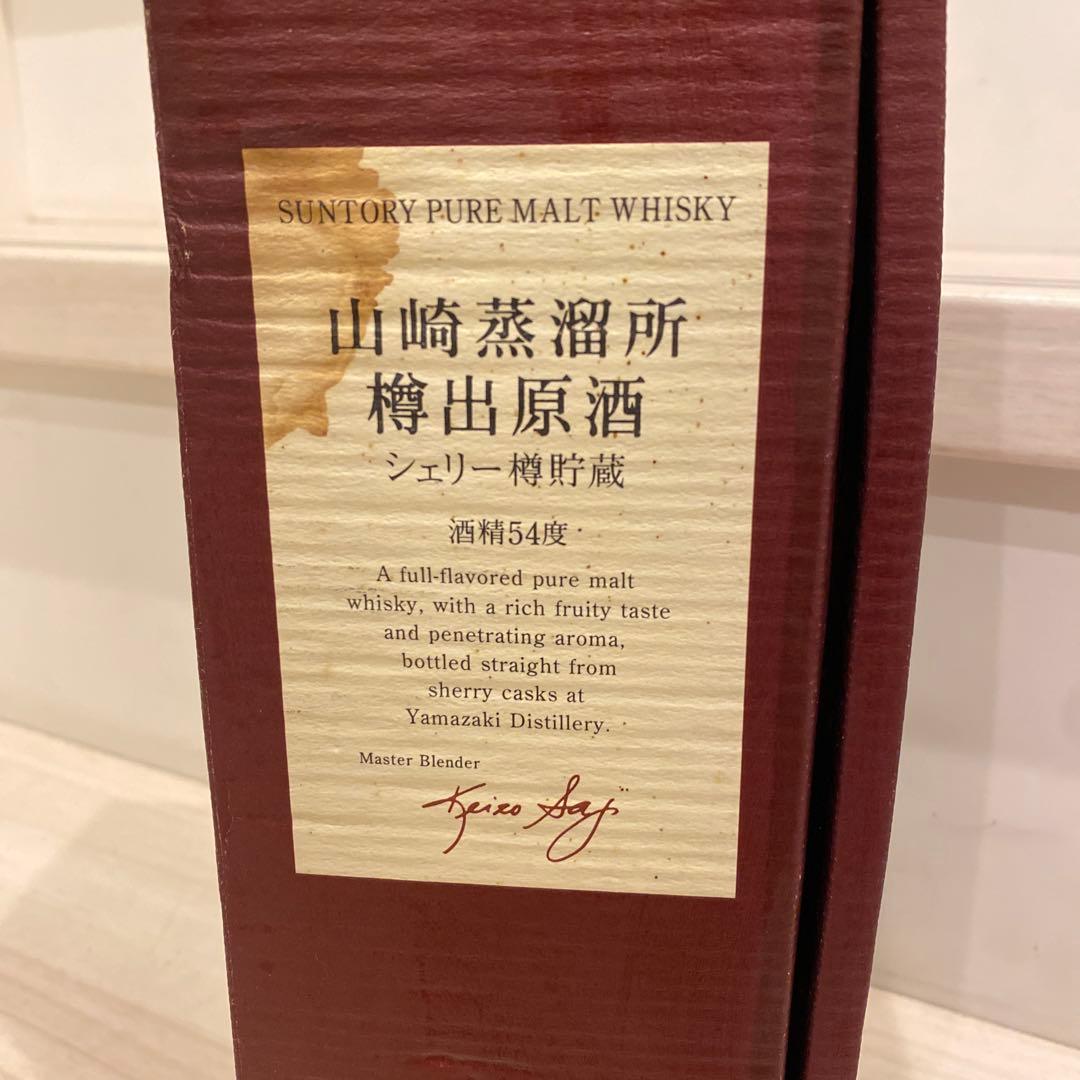 SUNTORY PURE MALT WHISKY
山崎蒸溜所
樽出原酒
シェリー樽貯蔵
酒精54度
A full-flavored pure malt
whisky, with a rich fruity taste
and penetrating aroma,
bottled straight from
sherry casks at
Yamazaki Distillery.
Master Blender
Keizo Saji